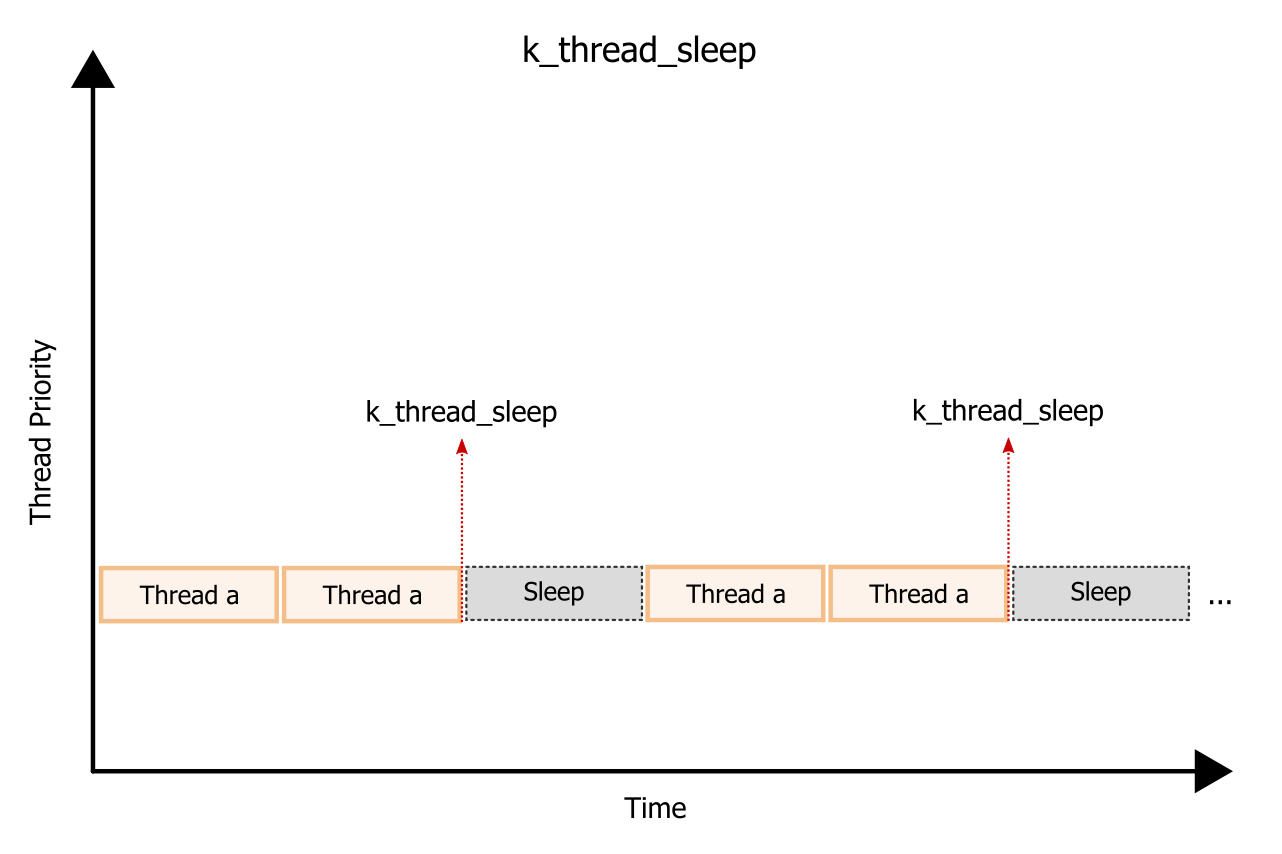 k_thread_sleep
Thread Priority
k_thread_sleep
k_thread_sleep
Thread a
Thread a
Sleep
Thread a
Thread a
Sleep
...
Time